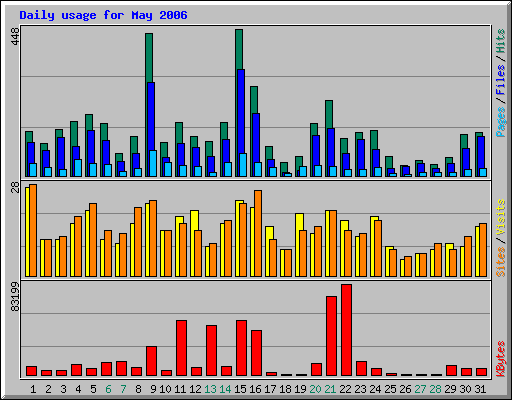 Daily usage for May 2006
448
Pages / Files / Hits
28
Sites / Visits
83199
KBytes
1 2 3 4 5 6 7 8 9 10 11 12 13 14 15 16 17 18 19 20 21 22 23 24 25 26 27 28 29 30 31